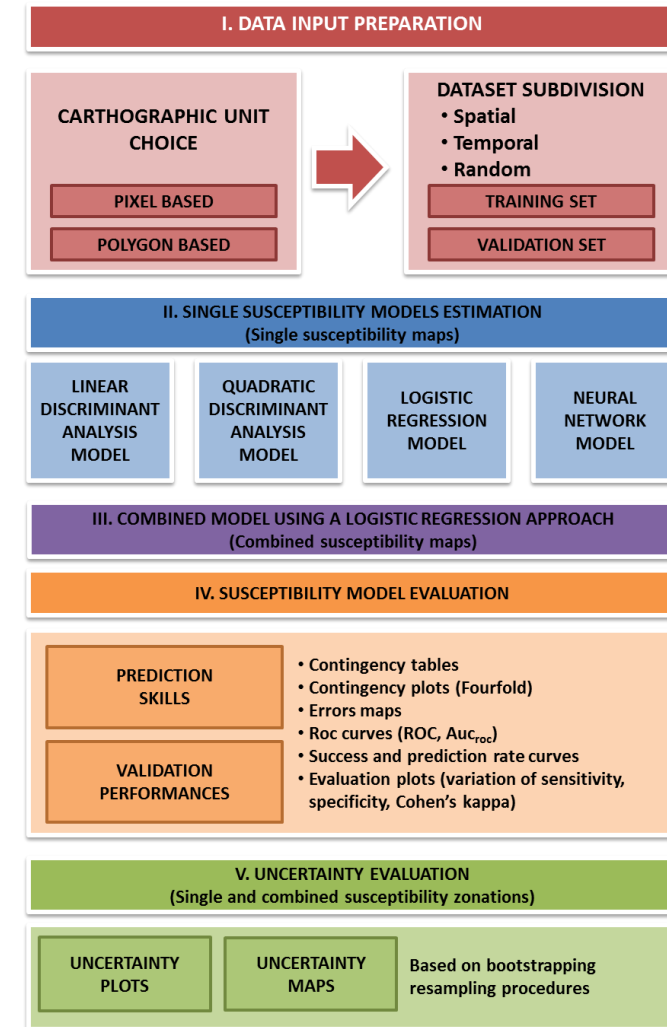 I. DATA INPUT PREPARATION
CARTHOGRAPHIC UNIT
CHOICE
PIXEL BASED
POLYGON BASED
DATASET SUBDIVISION
• Spatial
• Temporal
• Random
TRAINING SET
VALIDATION SET
II. SINGLE SUSCEPTIBILITY MODELS ESTIMATION
(Single susceptibility maps)
LINEAR
DISCRIMINANT
ANALYSIS
MODEL
QUADRATIC
DISCRIMINANT
ANALYSIS
MODEL
LOGISTIC
REGRESSION
MODEL
NEURAL
NETWORK
MODEL
III. COMBINED MODEL USING A LOGISTIC REGRESSION APPROACH
(Combined susceptibility maps)
IV. SUSCEPTIBILITY MODEL EVALUATION
PREDICTION
SKILLS
VALIDATION
PERFORMANCES
• Contingency tables
• Contingency plots (Fourfold)
• Errors maps
• Roc curves (ROC, Aucroc)
• Success and prediction rate curves
• Evaluation plots (variation of sensitivity,
specificity, Cohen's kappa)
V. UNCERTAINTY EVALUATION
(Single and combined susceptibility zonations)
UNCERTAINTY
PLOTS
UNCERTAINTY
MAPS
Based on bootstrapping
resampling procedures